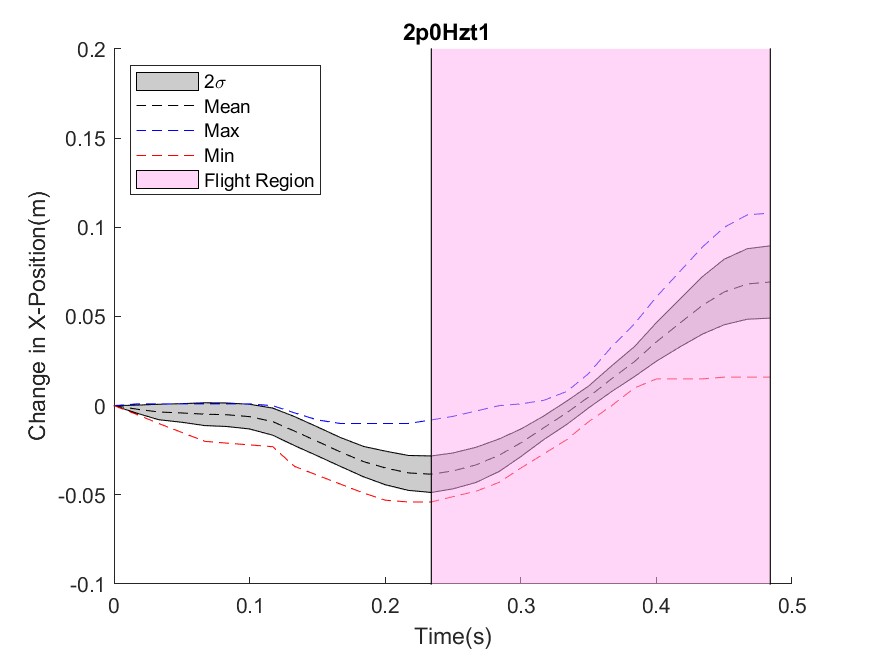 2p0Hzt1
0.2
0.15
0.1
0.05
0
-0.05
-0.1
Change in X-Position(m)
2σ
Mean
Max
Min
Flight Region
0 0.1 0.2 0.3 0.4 0.5
Time(s)